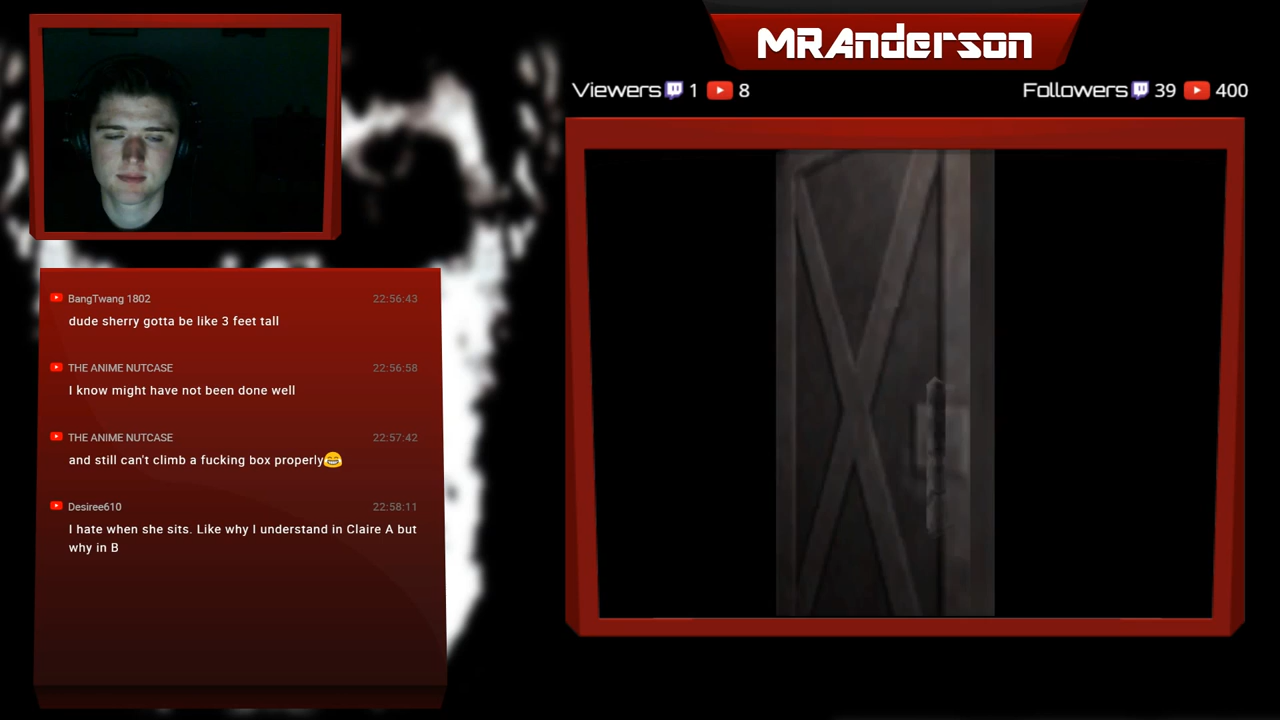 MRAnderson
Viewers 1 8
Followers 39 400
BangTwang 1802 22:56:43
dude sherry gotta be like 3 feet tall
THE ANIME NUTCASE 22:56:58
I know might have not been done well
THE ANIME NUTCASE 22:57:42
and still can't climb a fucking box properly😁
Desiree610 22:58:11
I hate when she sits. Like why I understand in Claire A but
why in B